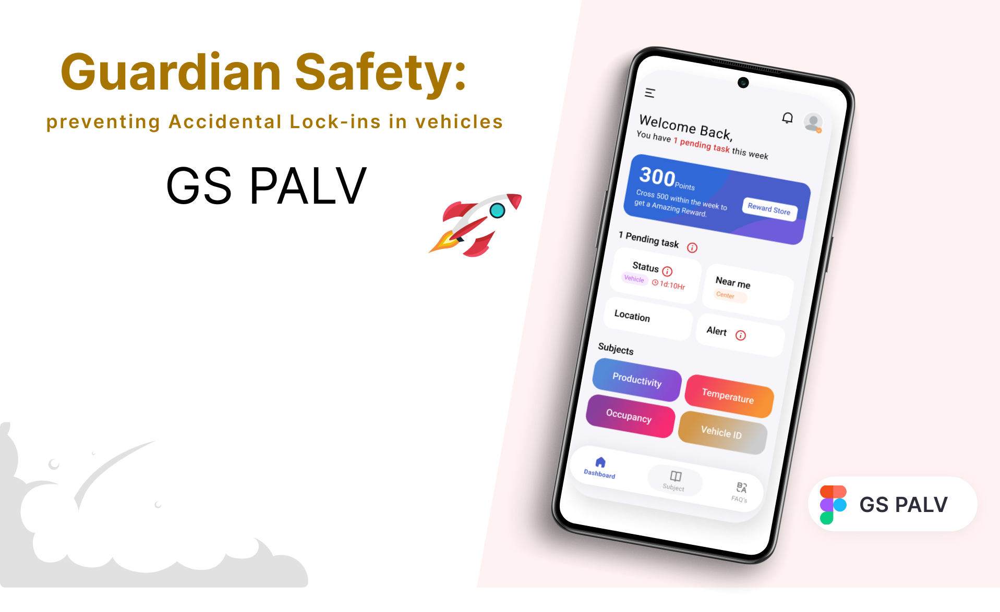 Guardian Safety:
preventing Accidental Lock-ins in vehicles
GS PALV
Welcome Back,
You have 1 pending task this week
300 Points
Cross 500 within the week to
get a Amazing Reward.
Reward Store
1 Pending task
Status
Vehicle 1d:10Hr
Near me
Center
Location
Alert
Subjects
Productivity
Temperature
Occupancy
Vehicle ID
Dashboard
Subject
FAQ's
GS PALV